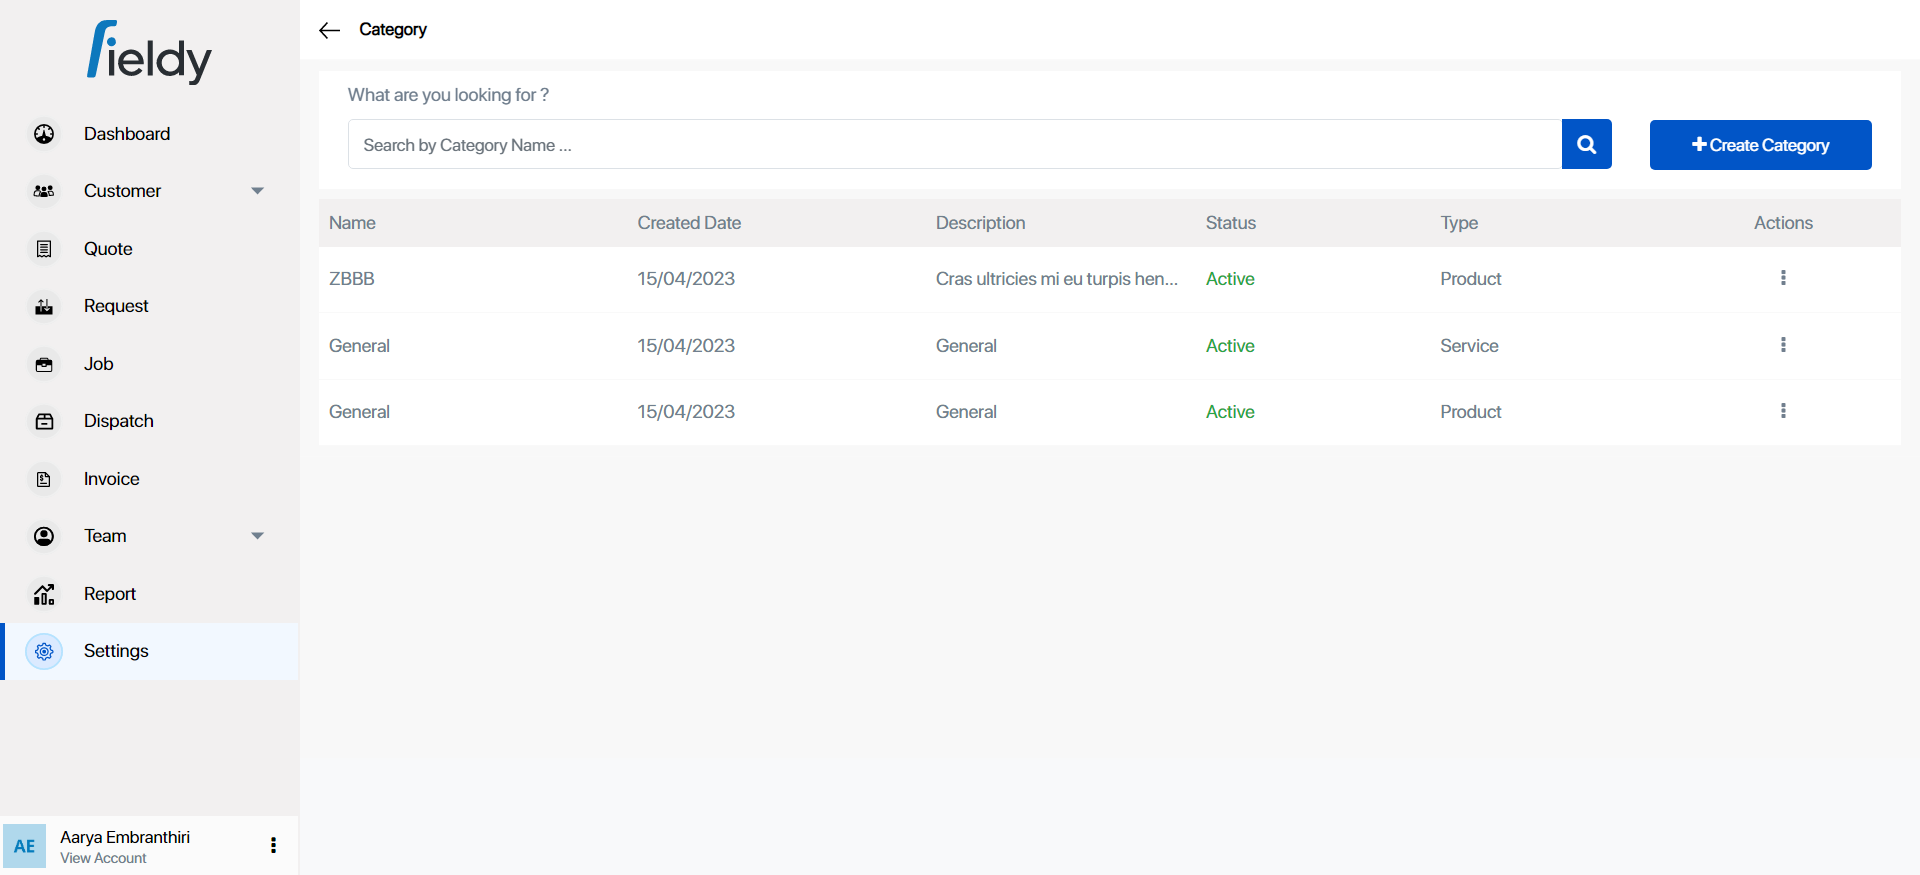 fieldy
Dashboard
Customer
Quote
Request
Job
Dispatch
Invoice
Team
Report
Settings
AE
Aarya Embranthiri
View Account
Category
What are you looking for ?
Search by Category Name ...
Create Category
Name Created Date Description Status Type Actions
ZBBB 15/04/2023 Cras ultricies mi eu turpis hen... Active Product
General 15/04/2023 General Active Service
General 15/04/2023 General Active Product